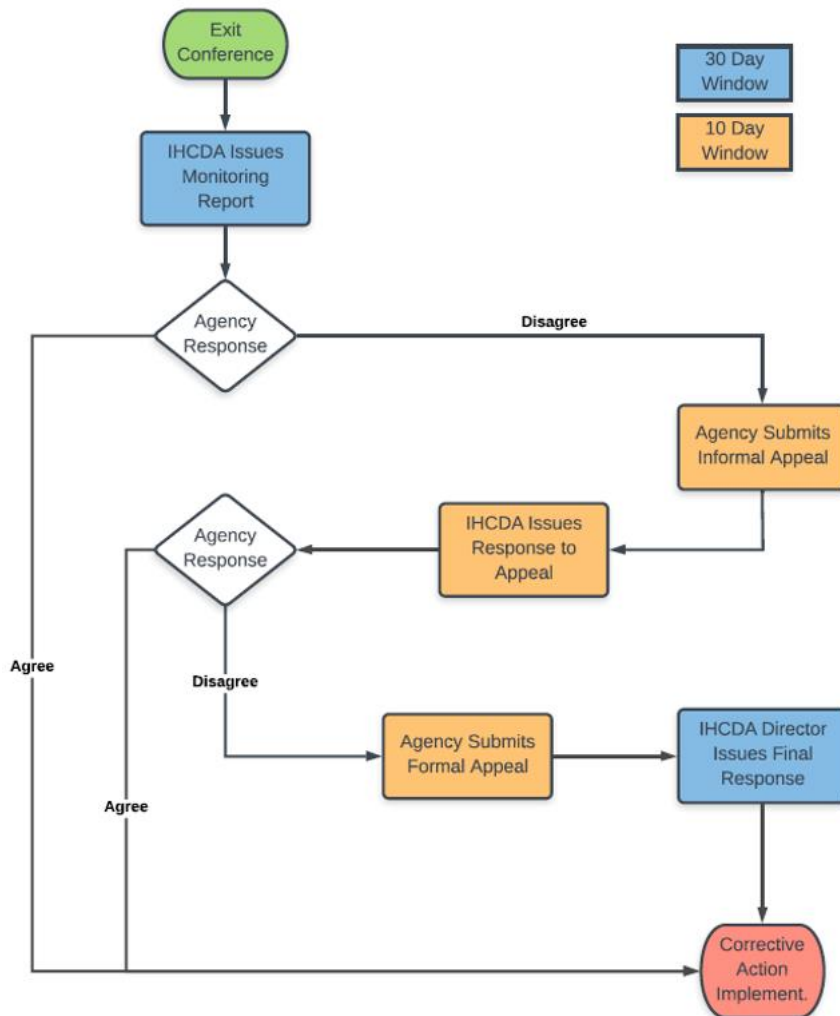 Exit
Conference
30 Day
Window
10 Day
Window
IHCDA Issues
Monitoring
Report
Agency
Response
Disagree
Agency Submits
Informal Appeal
IHCDA Issues
Response to
Appeal
Agency
Response
Agree
Disagree
Agency Submits
Formal Appeal
IHCDA Director
Issues Final
Response
Agree
Corrective
Action
Implement.